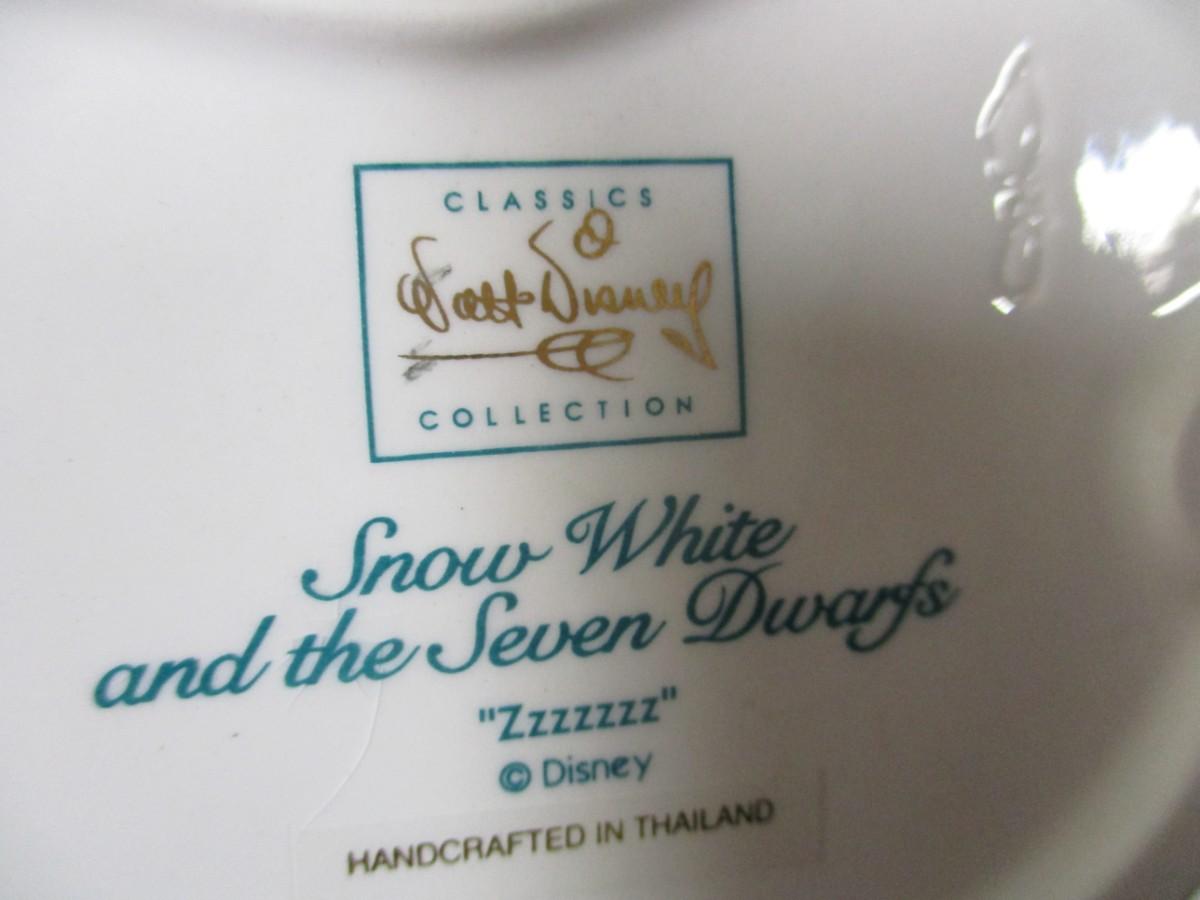 CLASSICS
Walt Disney
COLLECTION
Snow White
and the Seven Dwarfs
"Zzzzzzz"
© Disney
HANDCRAFTED IN THAILAND